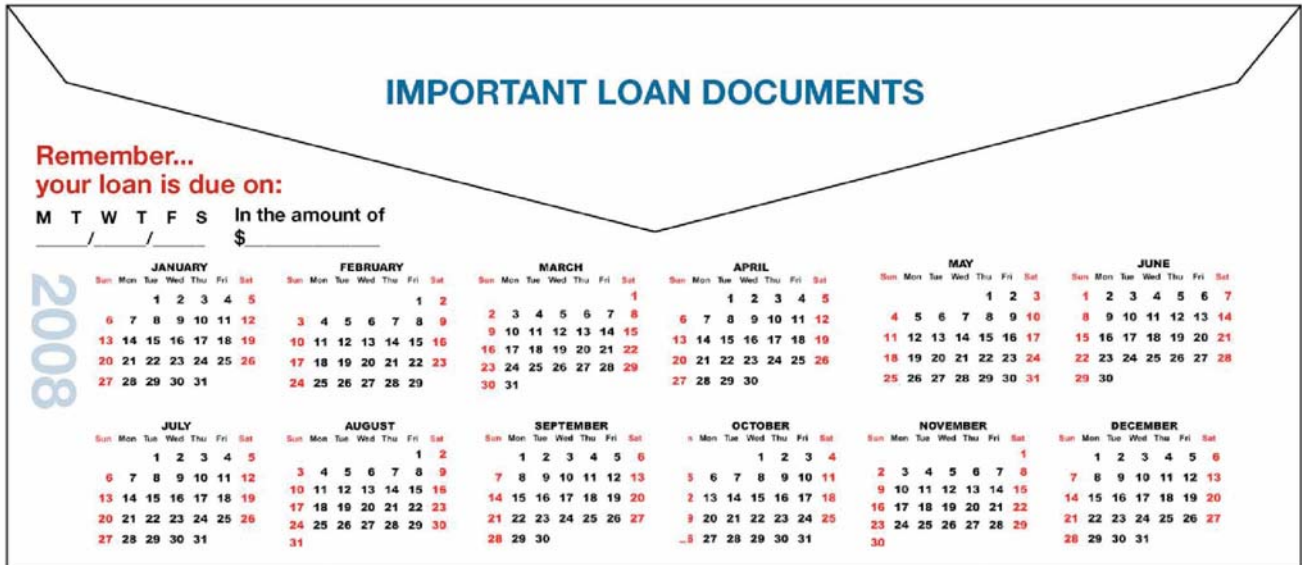 IMPORTANT LOAN DOCUMENTS
Remember...
your loan is due on:
M T W T F S In the amount of
_____/_____/_____ $_____________
2008
JANUARY
Sun Mon Tue Wed Thu Fri Sat
1 2 3 4 5
6 7 8 9 10 11 12
13 14 15 16 17 18 19
20 21 22 23 24 25 26
27 28 29 30 31
FEBRUARY
Sun Mon Tue Wed Thu Fri Sat
1 2
3 4 5 6 7 8 9
10 11 12 13 14 15 16
17 18 19 20 21 22 23
24 25 26 27 28 29
MARCH
Sun Mon Tue Wed Thu Fri Sat
1
2 3 4 5 6 7 8
9 10 11 12 13 14 15
16 17 18 19 20 21 22
23 24 25 26 27 28 29
30 31
APRIL
Sun Mon Tue Wed Thu Fri Sat
1 2 3 4 5
6 7 8 9 10 11 12
13 14 15 16 17 18 19
20 21 22 23 24 25 26
27 28 29 30
MAY
Sun Mon Tue Wed Thu Fri Sat
1 2 3
4 5 6 7 8 9 10
11 12 13 14 15 16 17
18 19 20 21 22 23 24
25 26 27 28 29 30 31
JUNE
Sun Mon Tue Wed Thu Fri Sat
1 2 3 4 5 6 7
8 9 10 11 12 13 14
15 16 17 18 19 20 21
22 23 24 25 26 27 28
29 30
JULY
Sun Mon Tue Wed Thu Fri Sat
1 2 3 4 5
6 7 8 9 10 11 12
13 14 15 16 17 18 19
20 21 22 23 24 25 26
27 28 29 30 31
AUGUST
Sun Mon Tue Wed Thu Fri Sat
1 2
3 4 5 6 7 8 9
10 11 12 13 14 15 16
17 18 19 20 21 22 23
24 25 26 27 28 29 30
31
SEPTEMBER
Sun Mon Tue Wed Thu Fri Sat
1 2 3 4 5 6
7 8 9 10 11 12 13
14 15 16 17 18 19 20
21 22 23 24 25 26 27
28 29 30
OCTOBER
n Mon Tue Wed Thu Fri Sat
1 2 3 4
5 6 7 8 9 10 11
2 13 14 15 16 17 18
9 20 21 22 23 24 25
6 27 28 29 30 31
NOVEMBER
Sun Mon Tue Wed Thu Fri Sat
1
2 3 4 5 6 7 8
9 10 11 12 13 14 15
16 17 18 19 20 21 22
23 24 25 26 27 28 29
30
DECEMBER
Sun Mon Tue Wed Thu Fri Sat
1 2 3 4 5 6
7 8 9 10 11 12 13
14 15 16 17 18 19 20
21 22 23 24 25 26 27
28 29 30 31